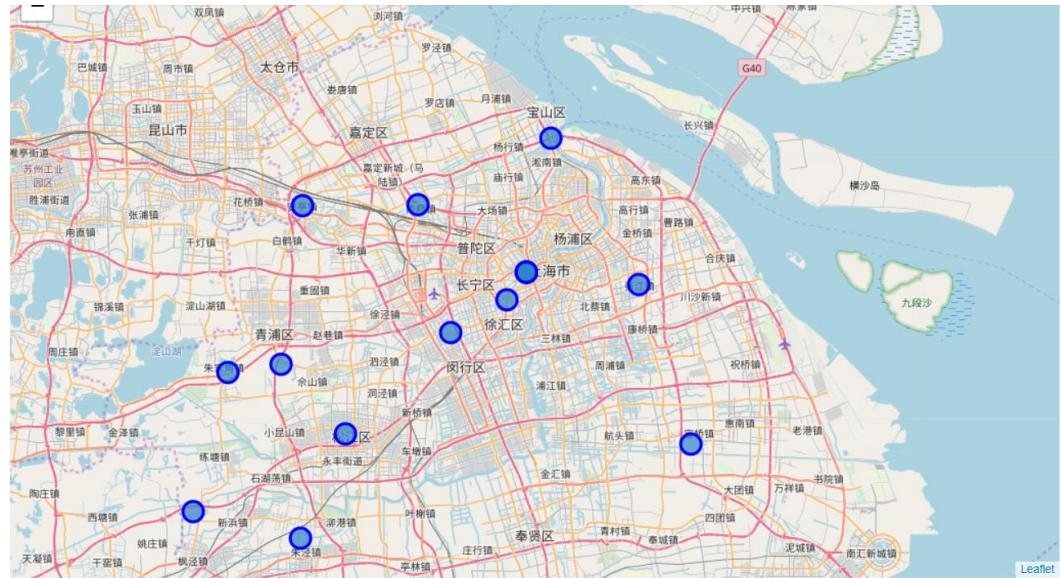 双凤镇
浏河镇
中兴镇
陈家镇
罗泾镇
巴城镇
周市镇
太仓市
G40
娄唐镇
月浦镇
罗店镇
玉山镇
宝山区
昆山市
嘉定区
长兴镇
杨行镇
唯亭街道
淞南镇
嘉定新城(马
陆镇)
苏州工业
园区
庙行镇
高东镇
横沙岛
胜浦街道
花桥镇
张浦镇
大场镇
高行镇
曹路镇
甪直镇
金桥镇
千灯镇
白鹤镇
华新镇
普陀区
杨浦区
合庆镇
上海市
长宁区
重固镇
川沙新镇
锦溪镇
淀山湖镇
北蔡镇
九段沙
徐泾镇
徐汇区
康桥镇
青浦区
赵巷镇
三林镇
周庄镇
淀山湖
泗泾镇
闵行区
周浦镇
祝桥镇
佘山镇
浦江镇
洞泾镇
新桥镇
惠南镇
黎里镇
金泽镇
小昆山镇
区
航头镇
老港镇
车墩镇
练塘镇
永丰街道
石湖荡镇
金汇镇
书院镇
陶庄镇
大团镇
万祥镇
西塘镇
新浜镇
泖港镇
叶榭镇
四团镇
姚庄镇
奉贤区
青村镇
奉城镇
泥城镇
庄行镇
朱泾镇
南汇新城镇
天凝镇
干窑镇
枫泾镇
亭林镇
Leaflet